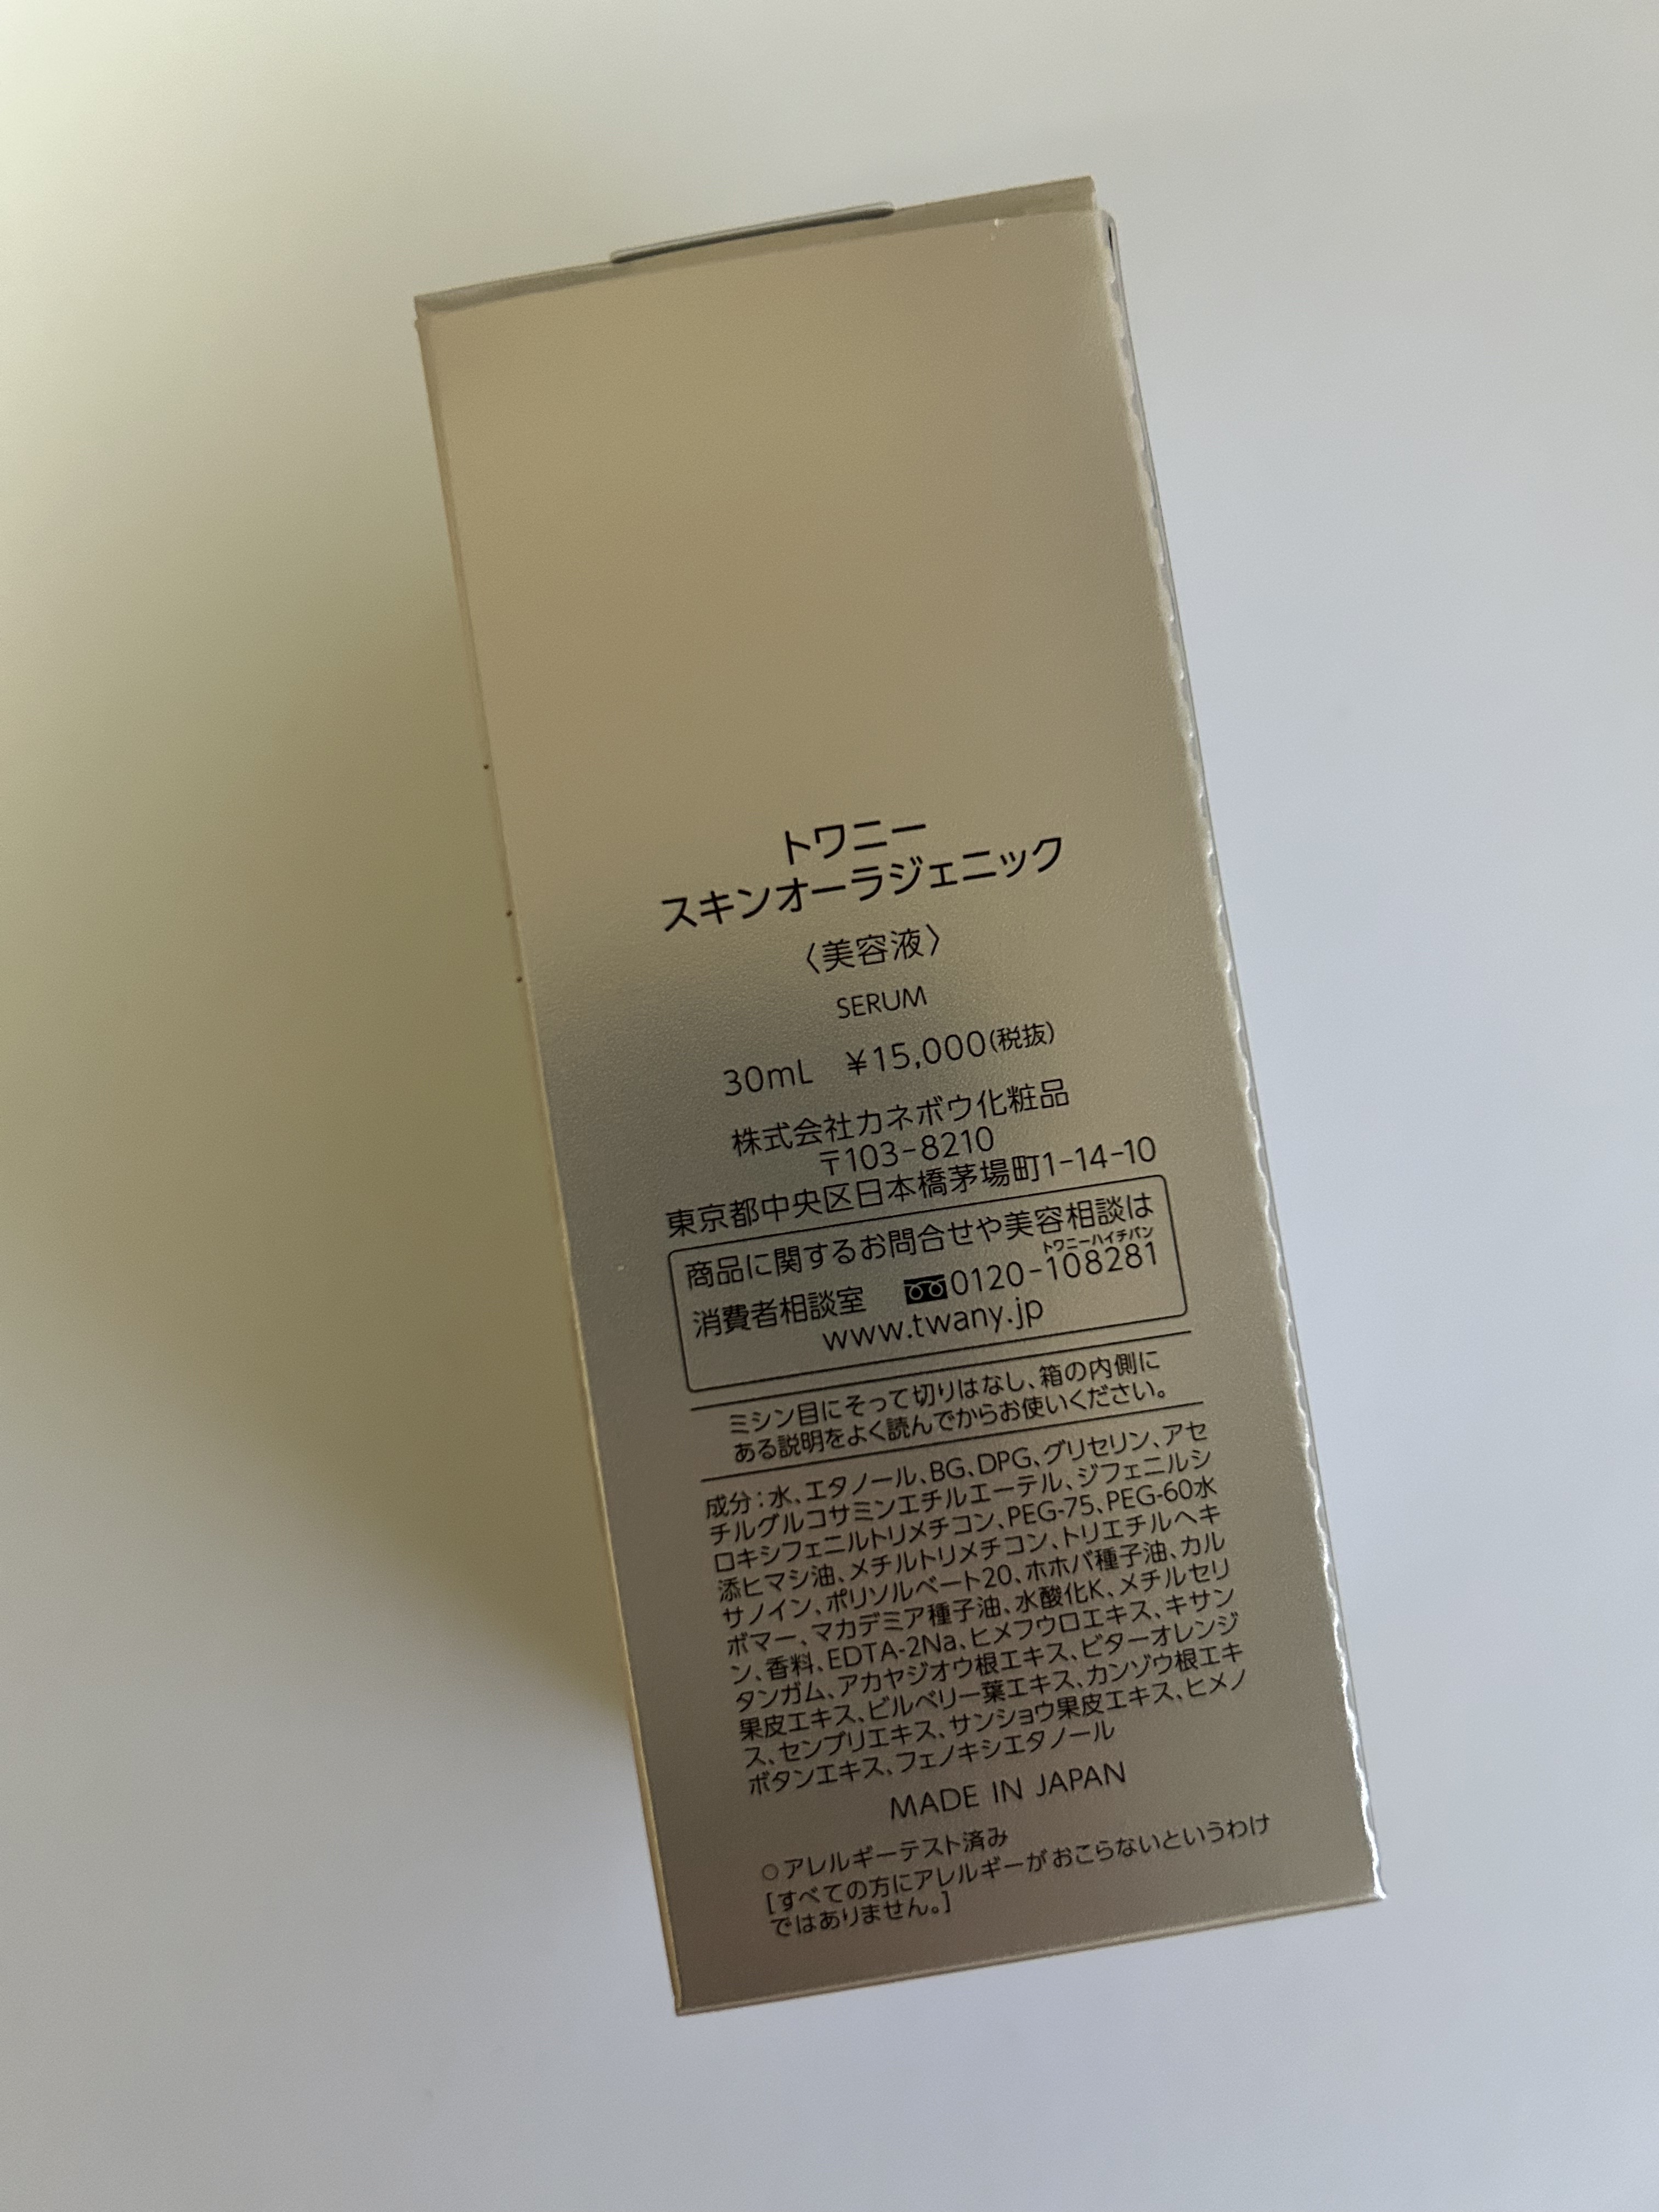 トワニー
スキンオーラジェニック
〈美容液〉
SERUM
30mL ¥15,000(税抜)
株式会社カネボウ化粧品
〒103-8210
東京都中央区日本橋茅場町1-14-10
商品に関するお問合せや美容相談は
トワニーハイチバン
消費者相談室 0120-108281
www.twany.jp
ミシン目にそって切りはなし、箱の内側に
ある説明をよく読んでからお使いください。
成分：水、エタノール、BG、DPG、グリセリン、アセ
チルグルコサミンエチルエーテル、ジフェニルシ
ロキシフェニルトリメチコン、PEG-75、PEG-60水
添ヒマシ油、メチルトリメチコン、トリエチルヘキ
サノイン、ポリソルベート20、ホホバ種子油、カル
ボマー、マカデミア種子油、水酸化K、メチルセリ
ン、香料、EDTA-2Na、ヒメフウロエキス、キサン
タンガム、アカヤジオウ根エキス、ビターオレンジ
果皮エキス、ビルベリー葉エキス、カンゾウ根エキ
ス、センブリエキス、サンショウ果皮エキス、ヒメノ
ボタンエキス、フェノキシエタノール
MADE IN JAPAN
○アレルギーテスト済み
[すべての方にアレルギーがおこらないというわけ
ではありません。]